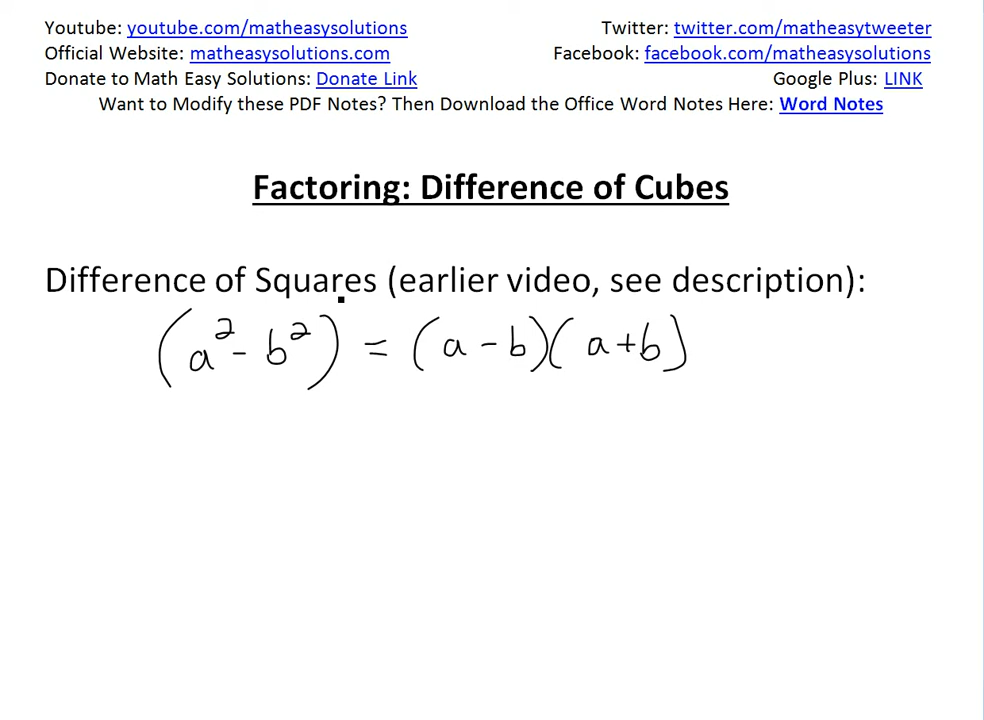 Youtube: youtube.com/matheasysolutions Twitter: twitter.com/matheasytweeter
Official Website: matheasysolutions.com Facebook: facebook.com/matheasysolutions
Donate to Math Easy Solutions: Donate Link Google Plus: LINK
Want to Modify these PDF Notes? Then Download the Office Word Notes Here: Word Notes
Factoring: Difference of Cubes
Difference of Squares (earlier video, see description):
(a² - b²) = (a - b)(a + b)